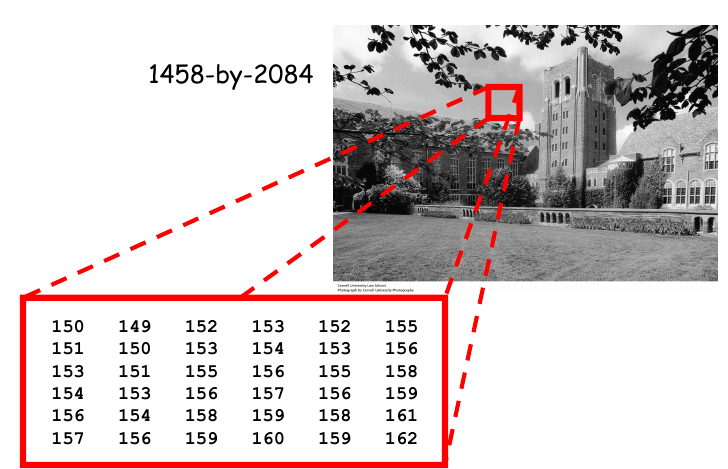 1458-by-2084
Cornell University Law School
Photograph by Cornell University Photography
150 149 152 153 152 155
151 150 153 154 153 156
153 151 155 156 155 158
154 153 156 157 156 159
156 154 158 159 158 161
157 156 159 160 159 162